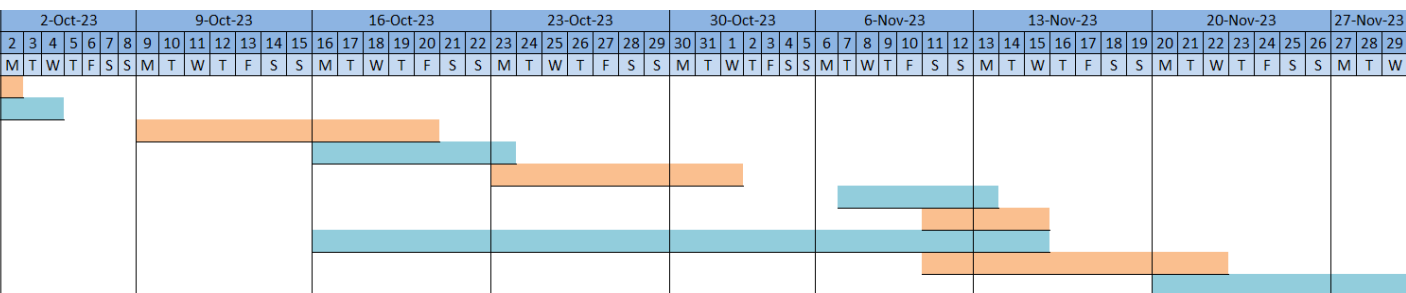 2-Oct-23 9-Oct-23 16-Oct-23 23-Oct-23 30-Oct-23 6-Nov-23 13-Nov-23 20-Nov-23 27-Nov-23
2 3 4 5 6 7 8 9 10 11 12 13 14 15 16 17 18 19 20 21 22 23 24 25 26 27 28 29 30 31 1 2 3 4 5 6 7 8 9 10 11 12 13 14 15 16 17 18 19 20 21 22 23 24 25 26 27 28 29
M T W T F S S M T W T F S S M T W T F S S M T W T F S S M T W T F S S M T W T F S S M T W T F S S M T W T F S S M T W